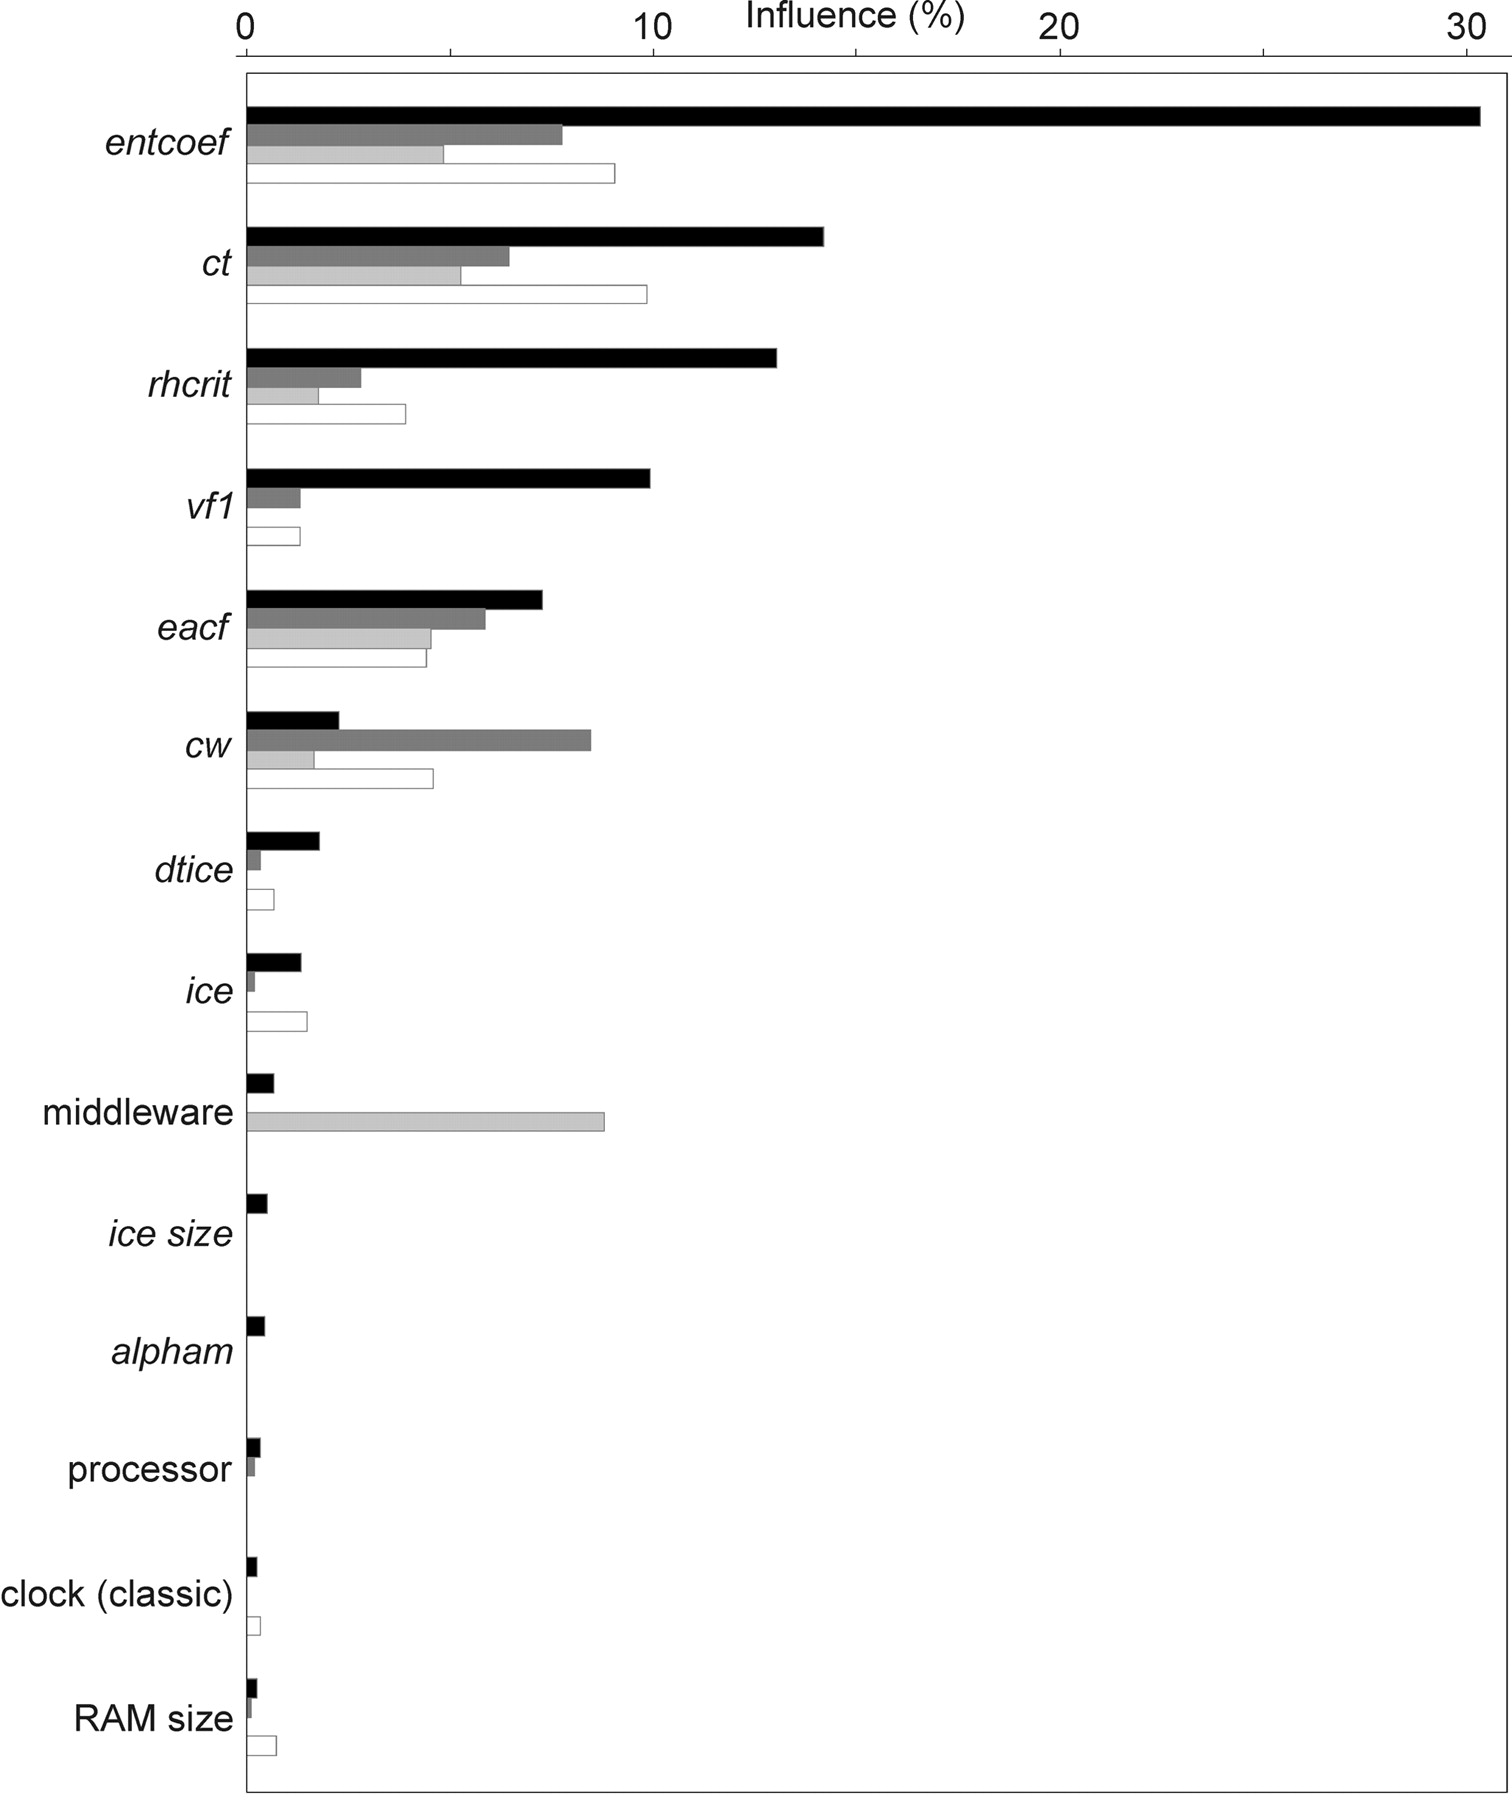 Influence (%)
0 10 20 30
entcoef
ct
rhcrit
vf1
eacf
cw
dtice
ice
middleware
ice size
alpham
processor
clock (classic)
RAM size